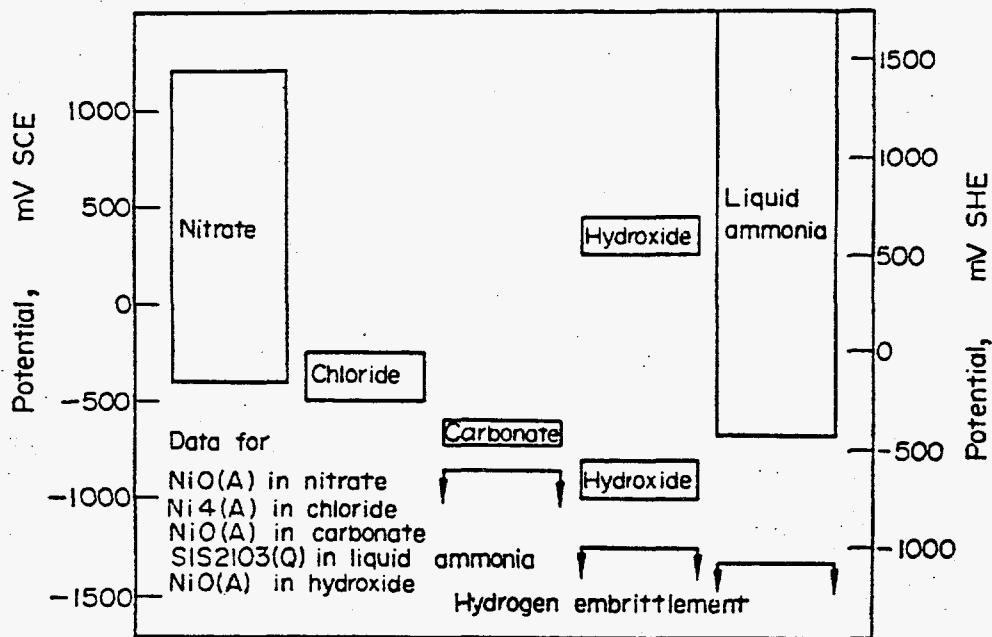 Potential, mV SCE
1000
500
0
-500
-1000
-1500
Nitrate
Chloride
Carbonate
Hydroxide
Hydroxide
Liquid
ammonia
Data for
NiO(A) in nitrate
Ni4(A) in chloride
NiO(A) in carbonate
SIS2103(Q) in liquid ammonia
NiO(A) in hydroxide
Hydrogen embrittlement
1500
1000
500
0
-500
-1000
Potential, mV SHE